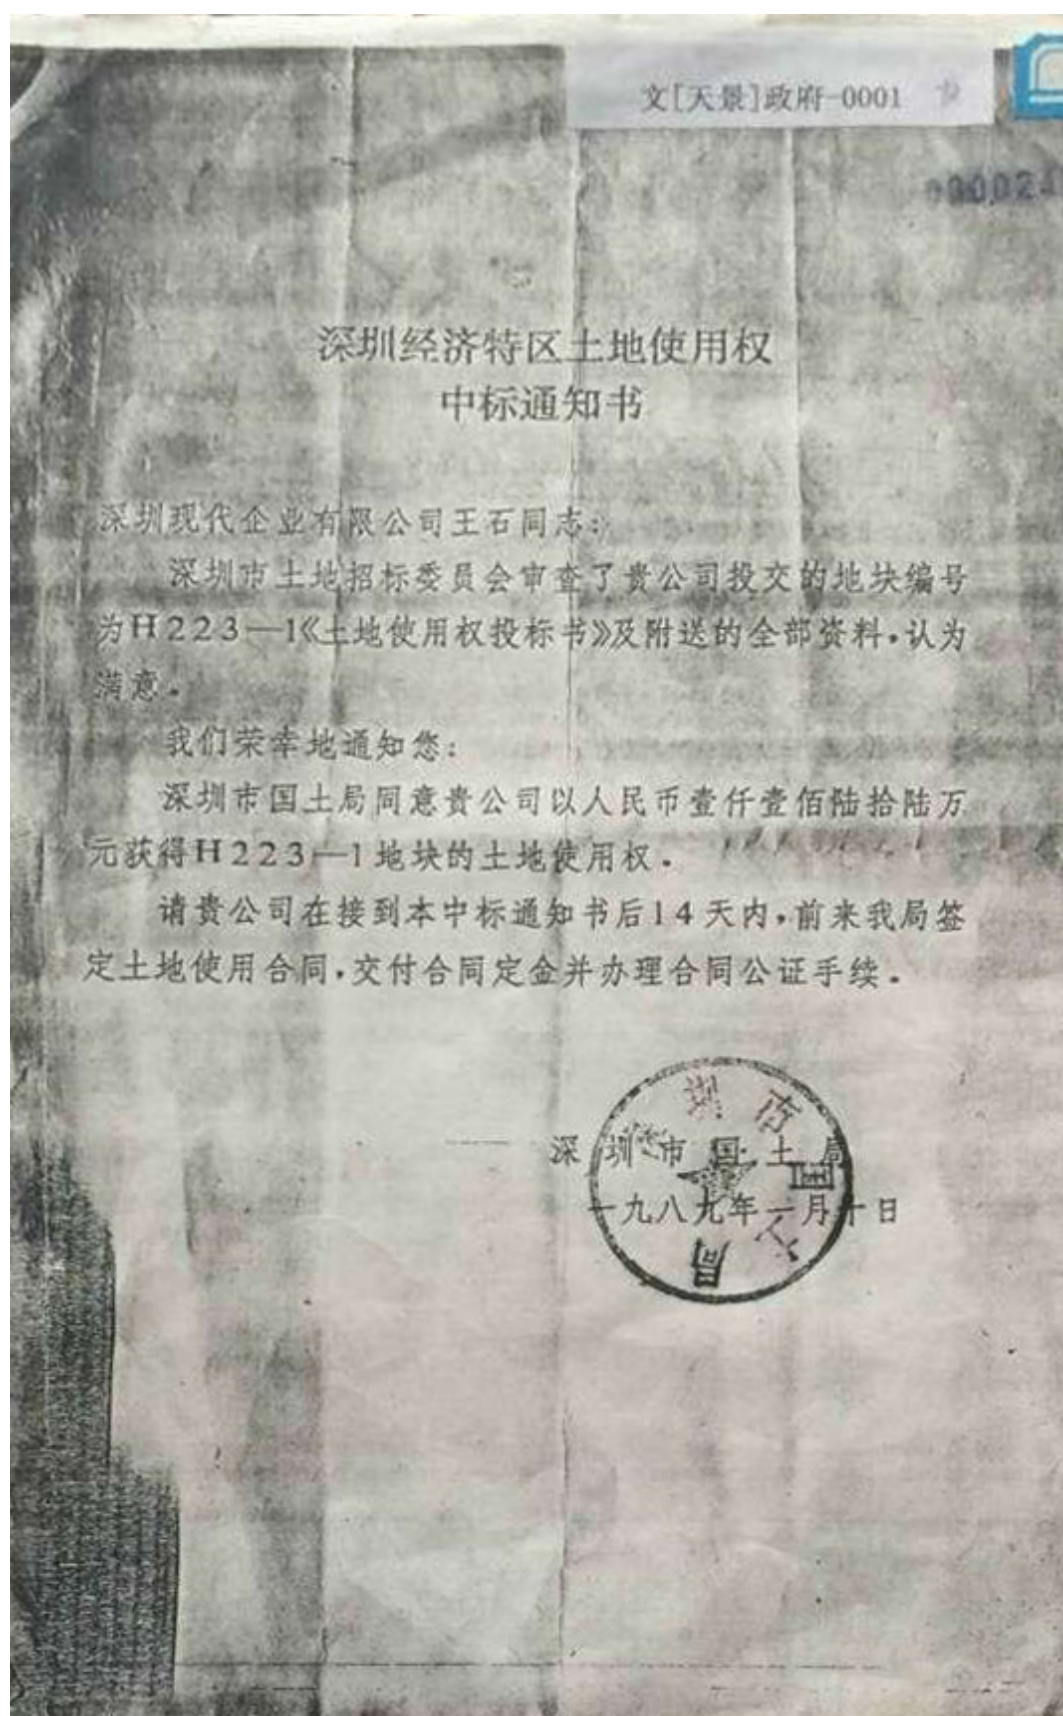 文[天景]政府-0001
深圳经济特区土地使用权
中标通知书
深圳现代企业有限公司王石同志:
深圳市土地招标委员会审查了贵公司投交的地块编号
为H223—1《土地使用权投标书》及附送的全部资料,认为
满意。
我们荣幸地通知您:
深圳市国土局同意贵公司以人民币壹仟壹佰陆拾陆万
元获得H223—1地块的土地使用权。
请贵公司在接到本中标通知书后14天内,前来我局签
定土地使用合同,交付合同定金并办理合同公证手续。
深圳市国土局
一九八九年一月十日
深圳市国土局